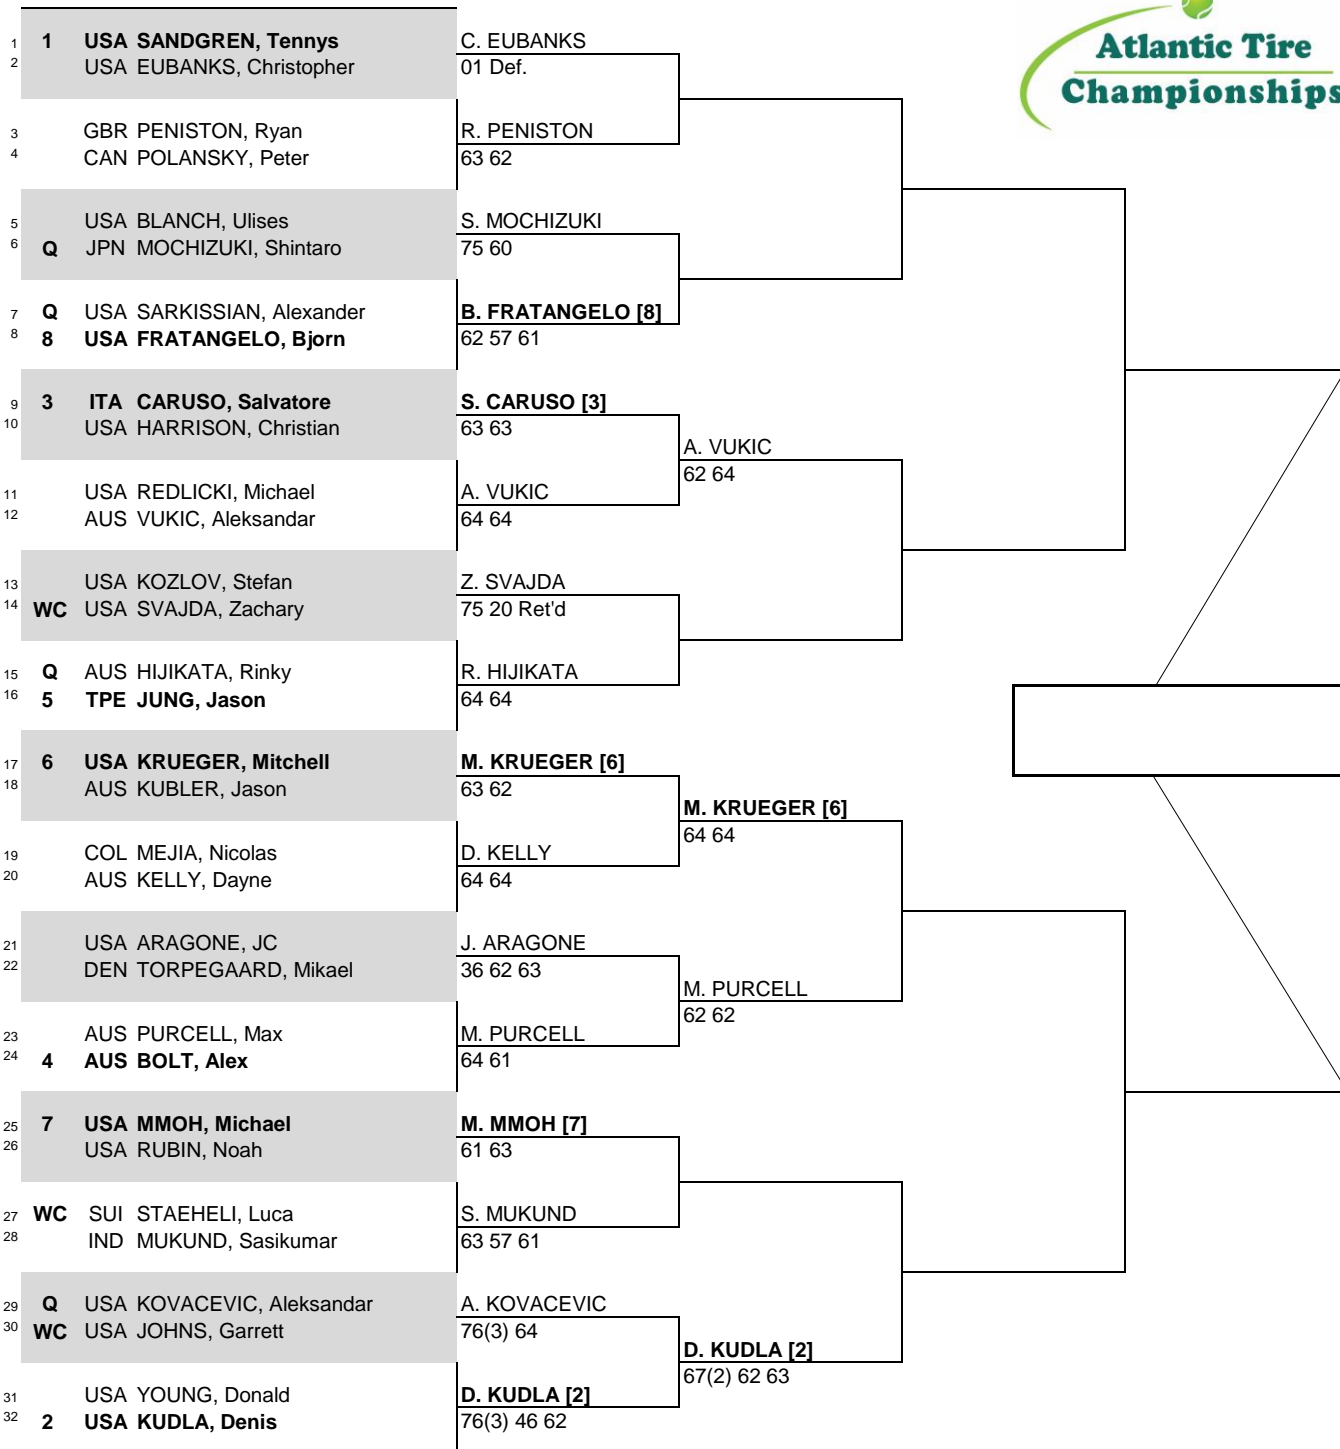 Atlantic Tire
Championships
1 1 USA SANDGREN, Tennys
2 USA EUBANKS, Christopher
C. EUBANKS
01 Def.
3 GBR PENISTON, Ryan
4 CAN POLANSKY, Peter
R. PENISTON
63 62
5 USA BLANCH, Ulises
6 Q JPN MOCHIZUKI, Shintaro
S. MOCHIZUKI
75 60
7 Q USA SARKISSIAN, Alexander
8 8 USA FRATANGELO, Bjorn
B. FRATANGELO [8]
62 57 61
9 3 ITA CARUSO, Salvatore
10 USA HARRISON, Christian
S. CARUSO [3]
63 63
A. VUKIC
62 64
11 USA REDLICKI, Michael
12 AUS VUKIC, Aleksandar
A. VUKIC
64 64
13 USA KOZLOV, Stefan
14 WC USA SVAJDA, Zachary
Z. SVAJDA
75 20 Ret'd
15 Q AUS HIJIKATA, Rinky
16 5 TPE JUNG, Jason
R. HIJIKATA
64 64
17 6 USA KRUEGER, Mitchell
18 AUS KUBLER, Jason
M. KRUEGER [6]
63 62
M. KRUEGER [6]
64 64
19 COL MEJIA, Nicolas
20 AUS KELLY, Dayne
D. KELLY
64 64
21 USA ARAGONE, JC
22 DEN TORPEGAARD, Mikael
J. ARAGONE
36 62 63
M. PURCELL
62 62
23 AUS PURCELL, Max
24 4 AUS BOLT, Alex
M. PURCELL
64 61
25 7 USA MMOH, Michael
26 USA RUBIN, Noah
M. MMOH [7]
61 63
27 WC SUI STAEHELI, Luca
28 IND MUKUND, Sasikumar
S. MUKUND
63 57 61
29 Q USA KOVACEVIC, Aleksandar
30 WC USA JOHNS, Garrett
A. KOVACEVIC
76(3) 64
D. KUDLA [2]
67(2) 62 63
31 USA YOUNG, Donald
32 2 USA KUDLA, Denis
D. KUDLA [2]
76(3) 46 62